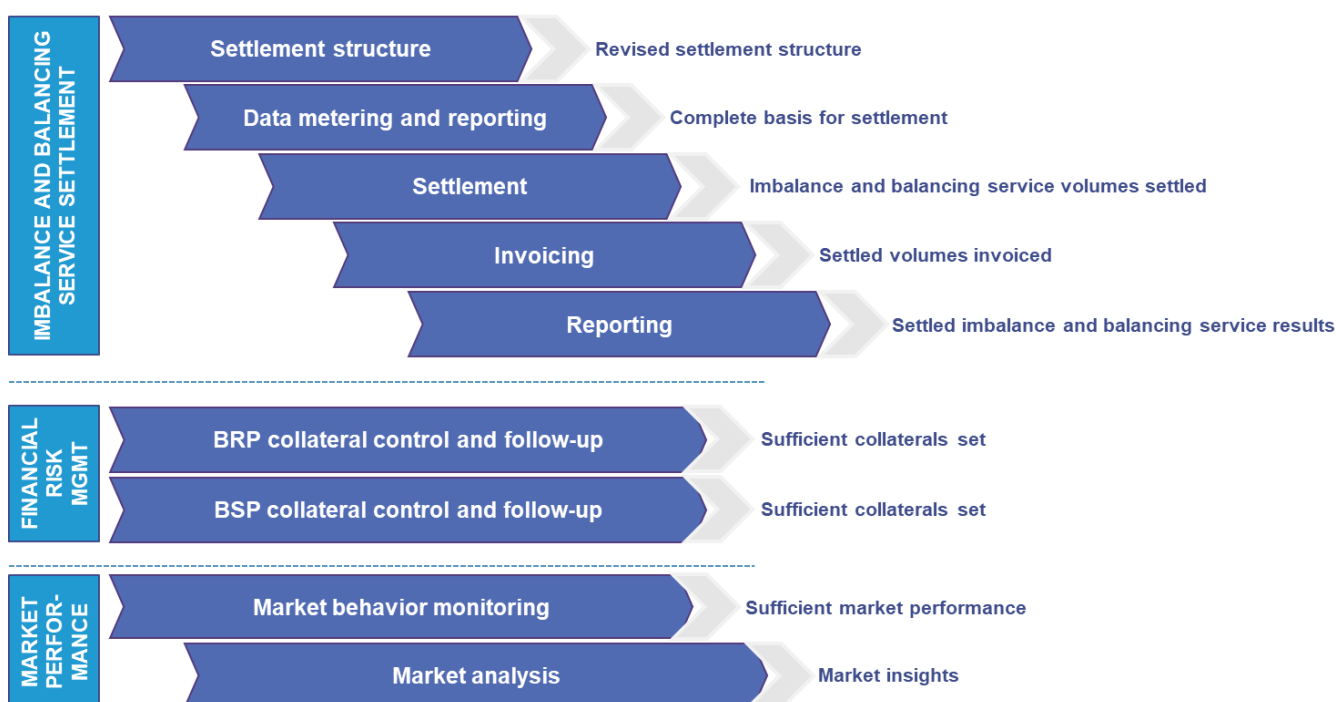 IMBALANCE AND BALANCING
SERVICE SETTLEMENT
Settlement structure
Revised settlement structure
Data metering and reporting
Complete basis for settlement
Settlement
Imbalance and balancing service volumes settled
Invoicing
Settled volumes invoiced
Reporting
Settled imbalance and balancing service results
FINANCIAL
RISK
MGMT
BRP collateral control and follow-up
Sufficient collaterals set
BSP collateral control and follow-up
Sufficient collaterals set
MARKET
PERFOR-
MANCE
Market behavior monitoring
Sufficient market performance
Market analysis
Market insights